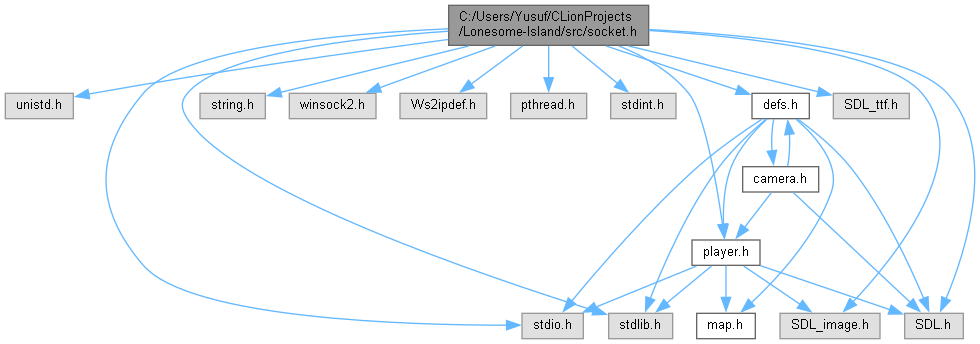 C:/Users/Yusuf/CLionProjects
/Lonesome-Island/src/socket.h
unistd.h
string.h
winsock2.h
Ws2ipdef.h
pthread.h
stdint.h
defs.h
SDL_ttf.h
camera.h
player.h
stdio.h
stdlib.h
map.h
SDL_image.h
SDL.h